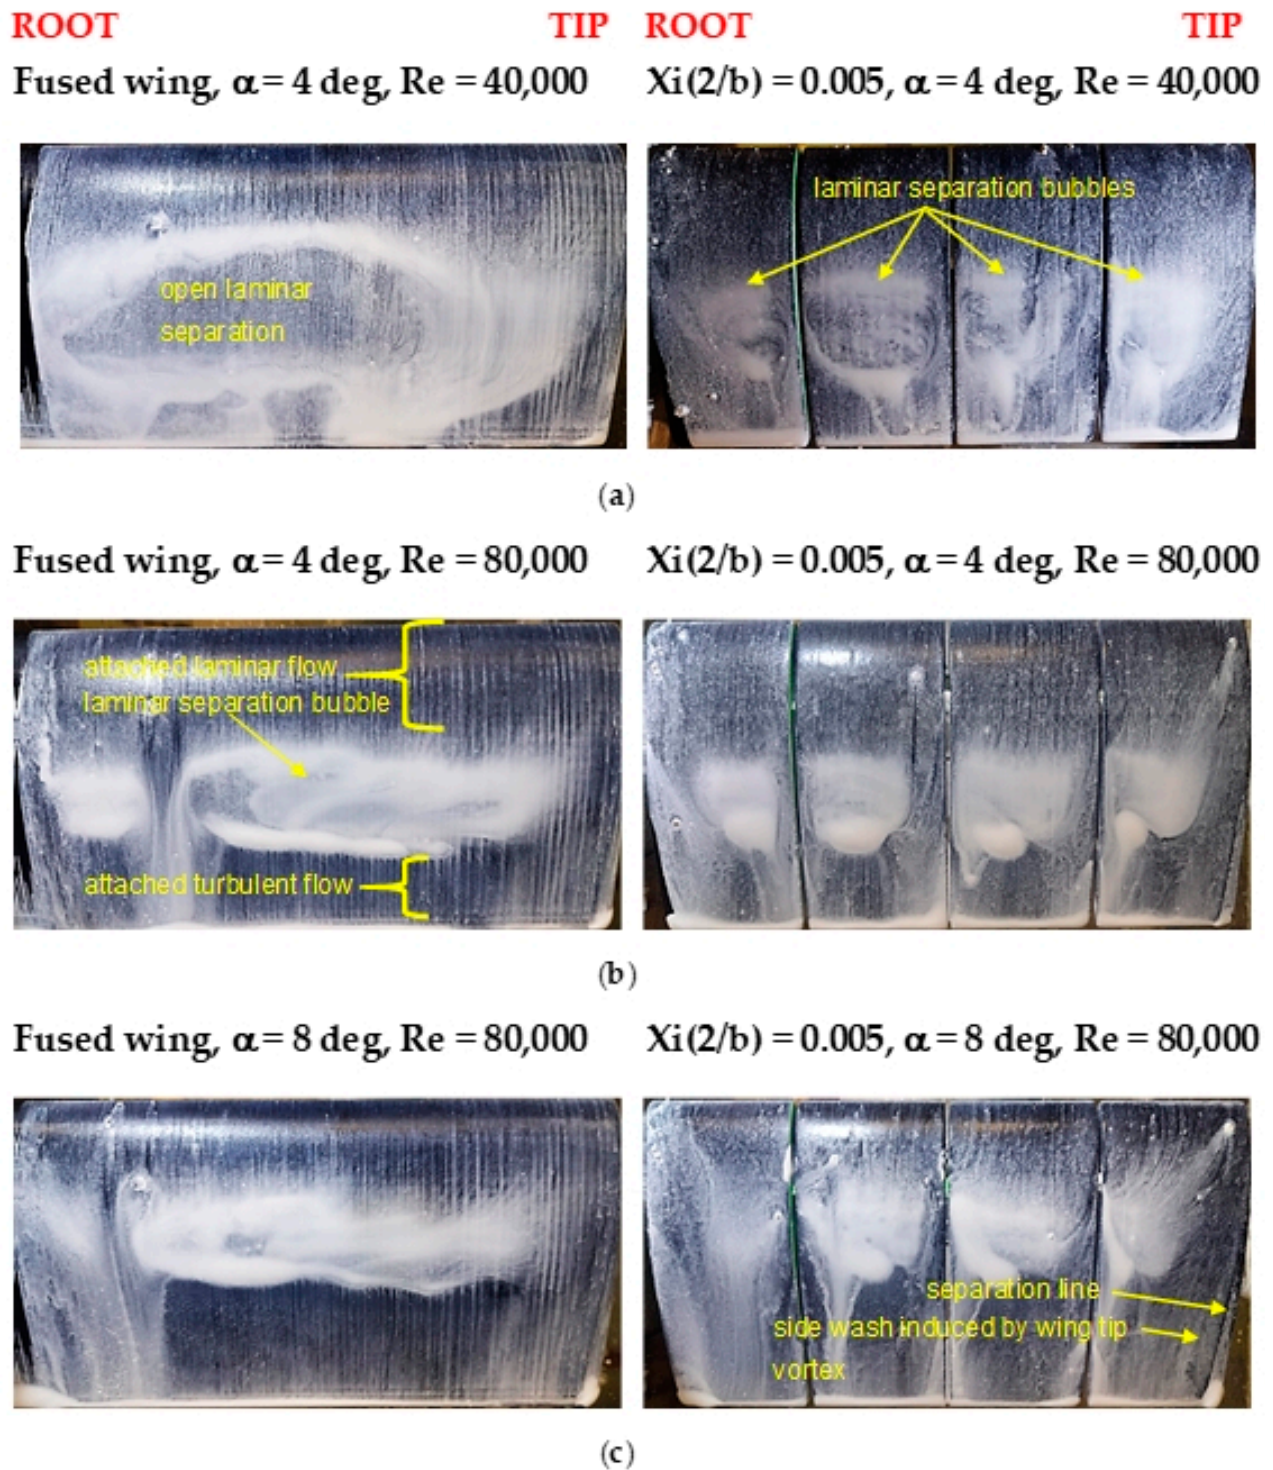 ROOT TIP ROOT TIP
Fused wing, α = 4 deg, Re = 40,000 Xi(2/b) = 0.005, α = 4 deg, Re = 40,000
laminar separation bubbles
open laminar
separation
(a)
Fused wing, α = 4 deg, Re = 80,000 Xi(2/b) = 0.005, α = 4 deg, Re = 80,000
attached laminar flow
laminar separation bubble
attached turbulent flow
(b)
Fused wing, α = 8 deg, Re = 80,000 Xi(2/b) = 0.005, α = 8 deg, Re = 80,000
separation line
side wash induced by wing tip
vortex
(c)